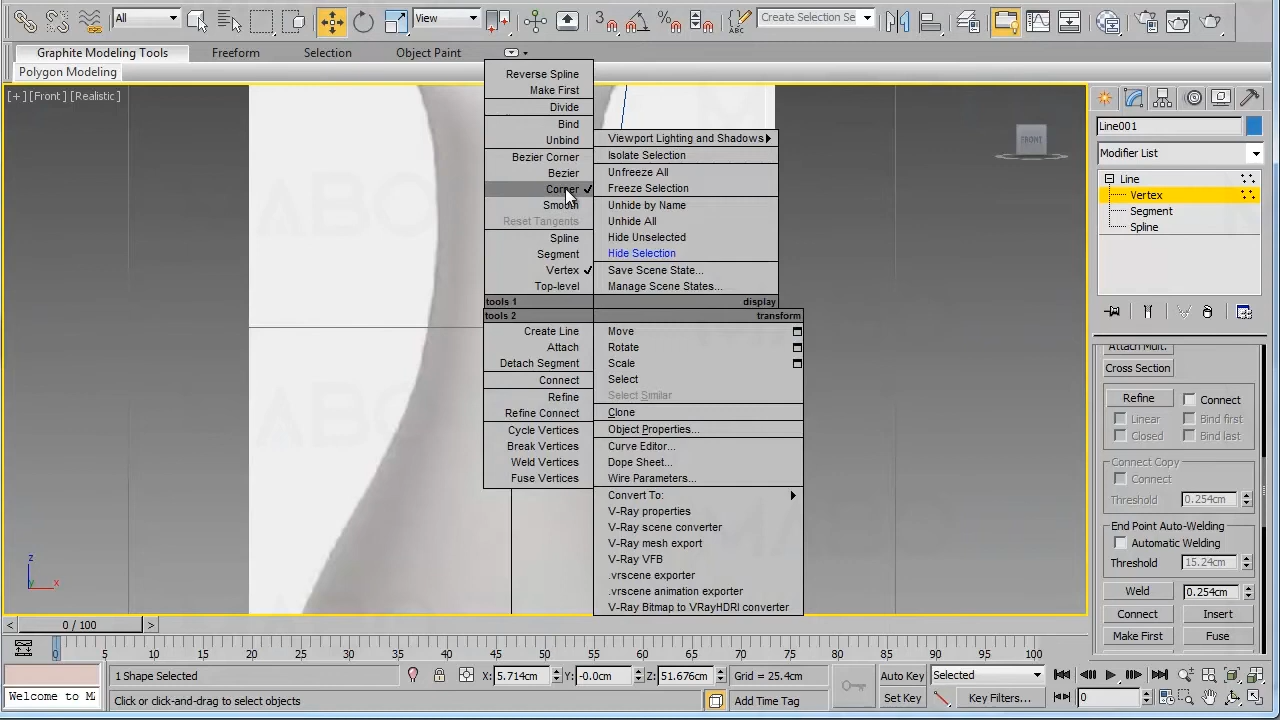 All
View
Create Selection Se
Graphite Modeling Tools
Freeform
Selection
Object Paint
Polygon Modeling
[+] [Front] [Realistic]
FRONT
Reverse Spline
Make First
Divide
Bind
Unbind
Bezier Corner
Bezier
Corner
Smooth
Reset Tangents
Spline
Segment
Vertex
Top-level
tools 1
Viewport Lighting and Shadows
Isolate Selection
Unfreeze All
Freeze Selection
Unhide by Name
Unhide All
Hide Unselected
Hide Selection
Save Scene State...
Manage Scene States...
display
tools 2
Create Line
Attach
Detach Segment
Connect
Refine
Refine Connect
Cycle Vertices
Break Vertices
Weld Vertices
Fuse Vertices
transform
Move
Rotate
Scale
Select
Select Similar
Clone
Object Properties...
Curve Editor...
Dope Sheet...
Wire Parameters...
Convert To:
V-Ray properties
V-Ray scene converter
V-Ray mesh export
V-Ray VFB
.vrscene exporter
.vrscene animation exporter
V-Ray Bitmap to VRayHDRI converter
z
y
x
Line001
Modifier List
Line
Vertex
Segment
Spline
Attach Mult.
Cross Section
Refine
Connect
Linear
Bind first
Closed
Bind last
Connect Copy
Connect
Threshold
0.254cm
End Point Auto-Welding
Automatic Welding
Threshold
15.24cm
Weld
0.254cm
Connect
Insert
Make First
Fuse
<
0 / 100
>
0 5 10 15 20 25 30 35 40 45 50 55 60 65 70 75 80 85 90 95 100
1 Shape Selected
X: 5.714cm
Y: -0.0cm
Z: 51.676cm
Grid = 25.4cm
Auto Key
Selected
Welcome to MA
Click or click-and-drag to select objects
Add Time Tag
Set Key
Key Filters...
0